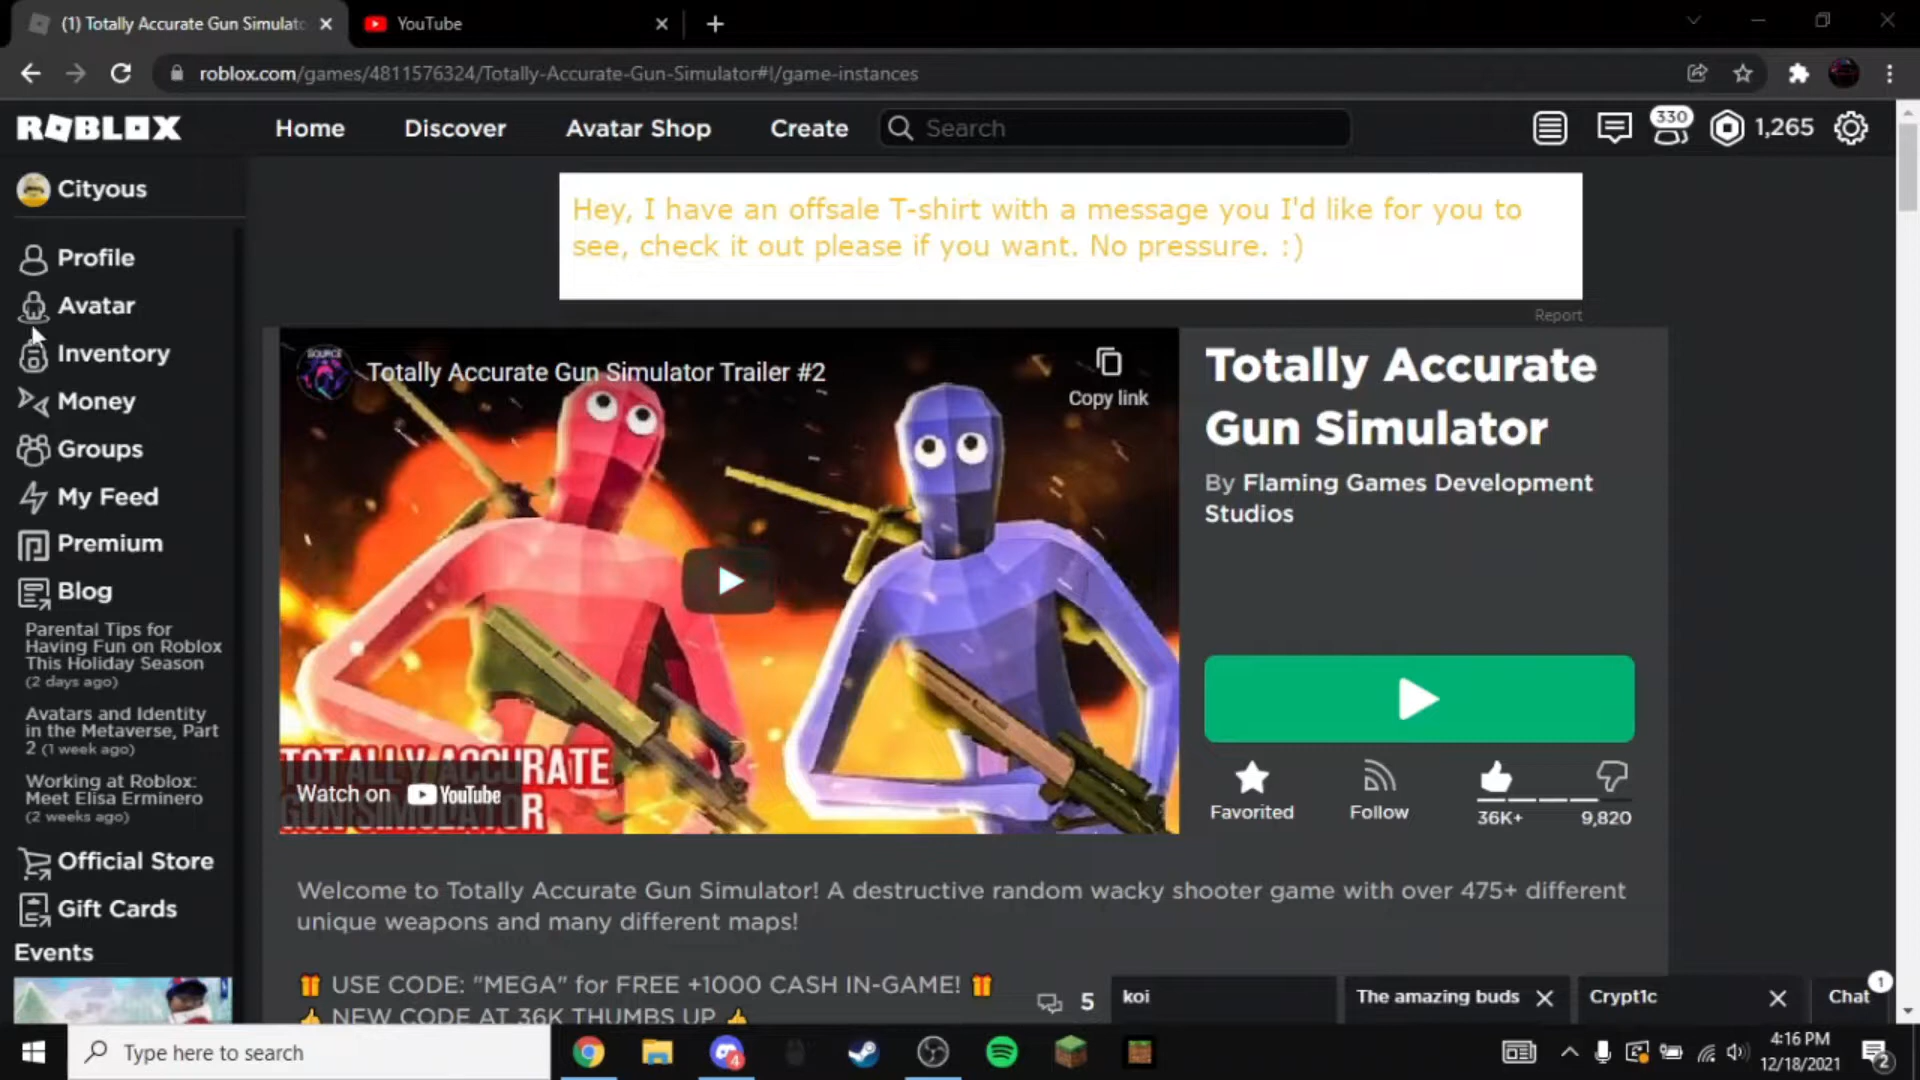 (1) Totally Accurate Gun Simulato
YouTube
roblox.com/games/4811576324/Totally-Accurate-Gun-Simulator#!/game-instances
ROBLOX
Home
Discover
Avatar Shop
Create
Search
330
1,265
Cityous
Hey, I have an offsale T-shirt with a message you I'd like for you to
see, check it out please if you want. No pressure. :)
Report
Profile
Avatar
Inventory
Money
Groups
My Feed
Premium
Blog
Parental Tips for
Having Fun on Roblox
This Holiday Season
(2 days ago)
Avatars and Identity
in the Metaverse, Part
2 (1 week ago)
Working at Roblox:
Meet Elisa Erminero
(2 weeks ago)
Official Store
Gift Cards
Events
SOURCE
Totally Accurate Gun Simulator Trailer #2
Copy link
TOTALLY ACCURATE
GUN SIMULATOR
Watch on YouTube
Totally Accurate
Gun Simulator
By Flaming Games Development
Studios
Favorited
Follow
36K+
9,820
Welcome to Totally Accurate Gun Simulator! A destructive random wacky shooter game with over 475+ different
unique weapons and many different maps!
🎁 USE CODE: "MEGA" for FREE +1000 CASH IN-GAME! 🎁
👍 NEW CODE AT 36K THUMBS UP 👍
5
koi
The amazing buds
Crypt1c
Chat
1
Type here to search
4
4:16 PM
12/18/2021
2